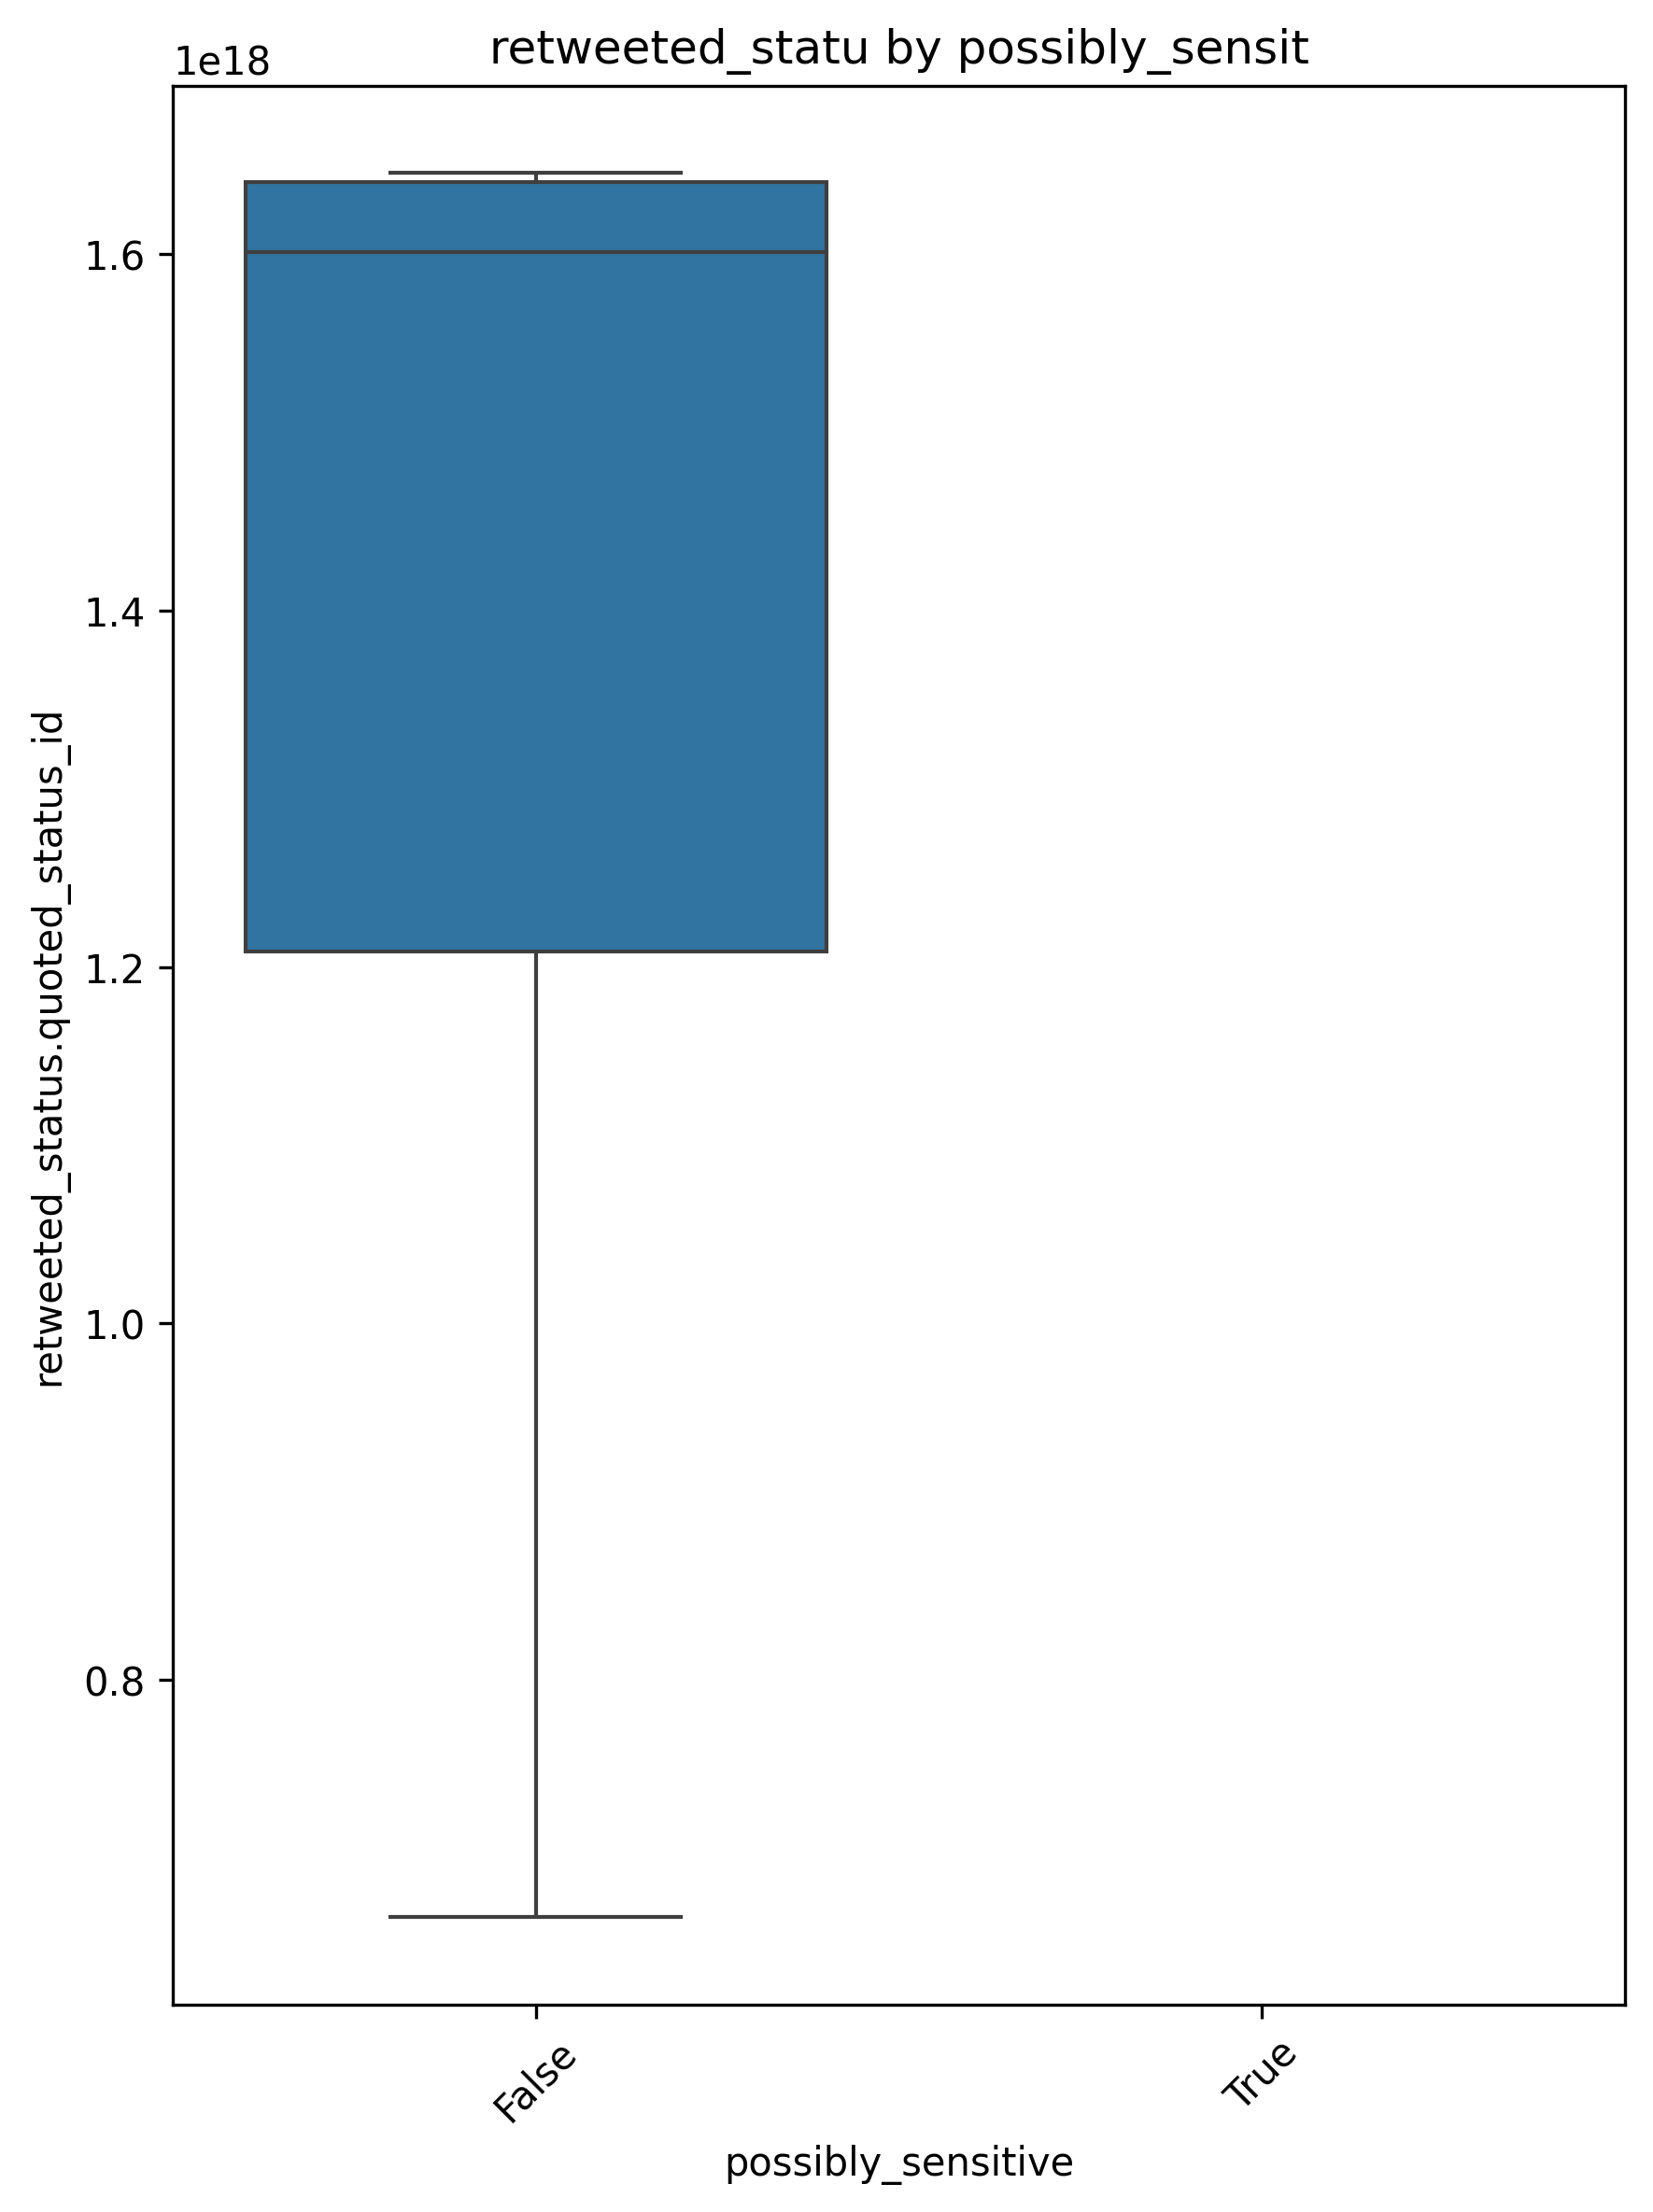 retweeted_statu by possibly_sensit
1e18
1.6
1.4
1.2
1.0
0.8
retweeted_status.quoted_status_id
False
True
possibly_sensitive